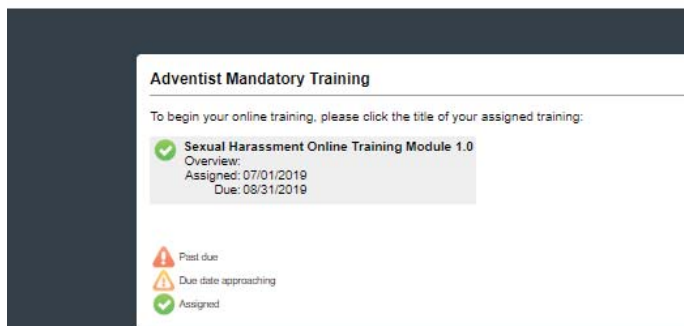 Adventist Mandatory Training
To begin your online training, please click the title of your assigned training:
Sexual Harassment Online Training Module 1.0
Overview:
Assigned: 07/01/2019
Due: 08/31/2019
Past due
Due date approaching
Assigned